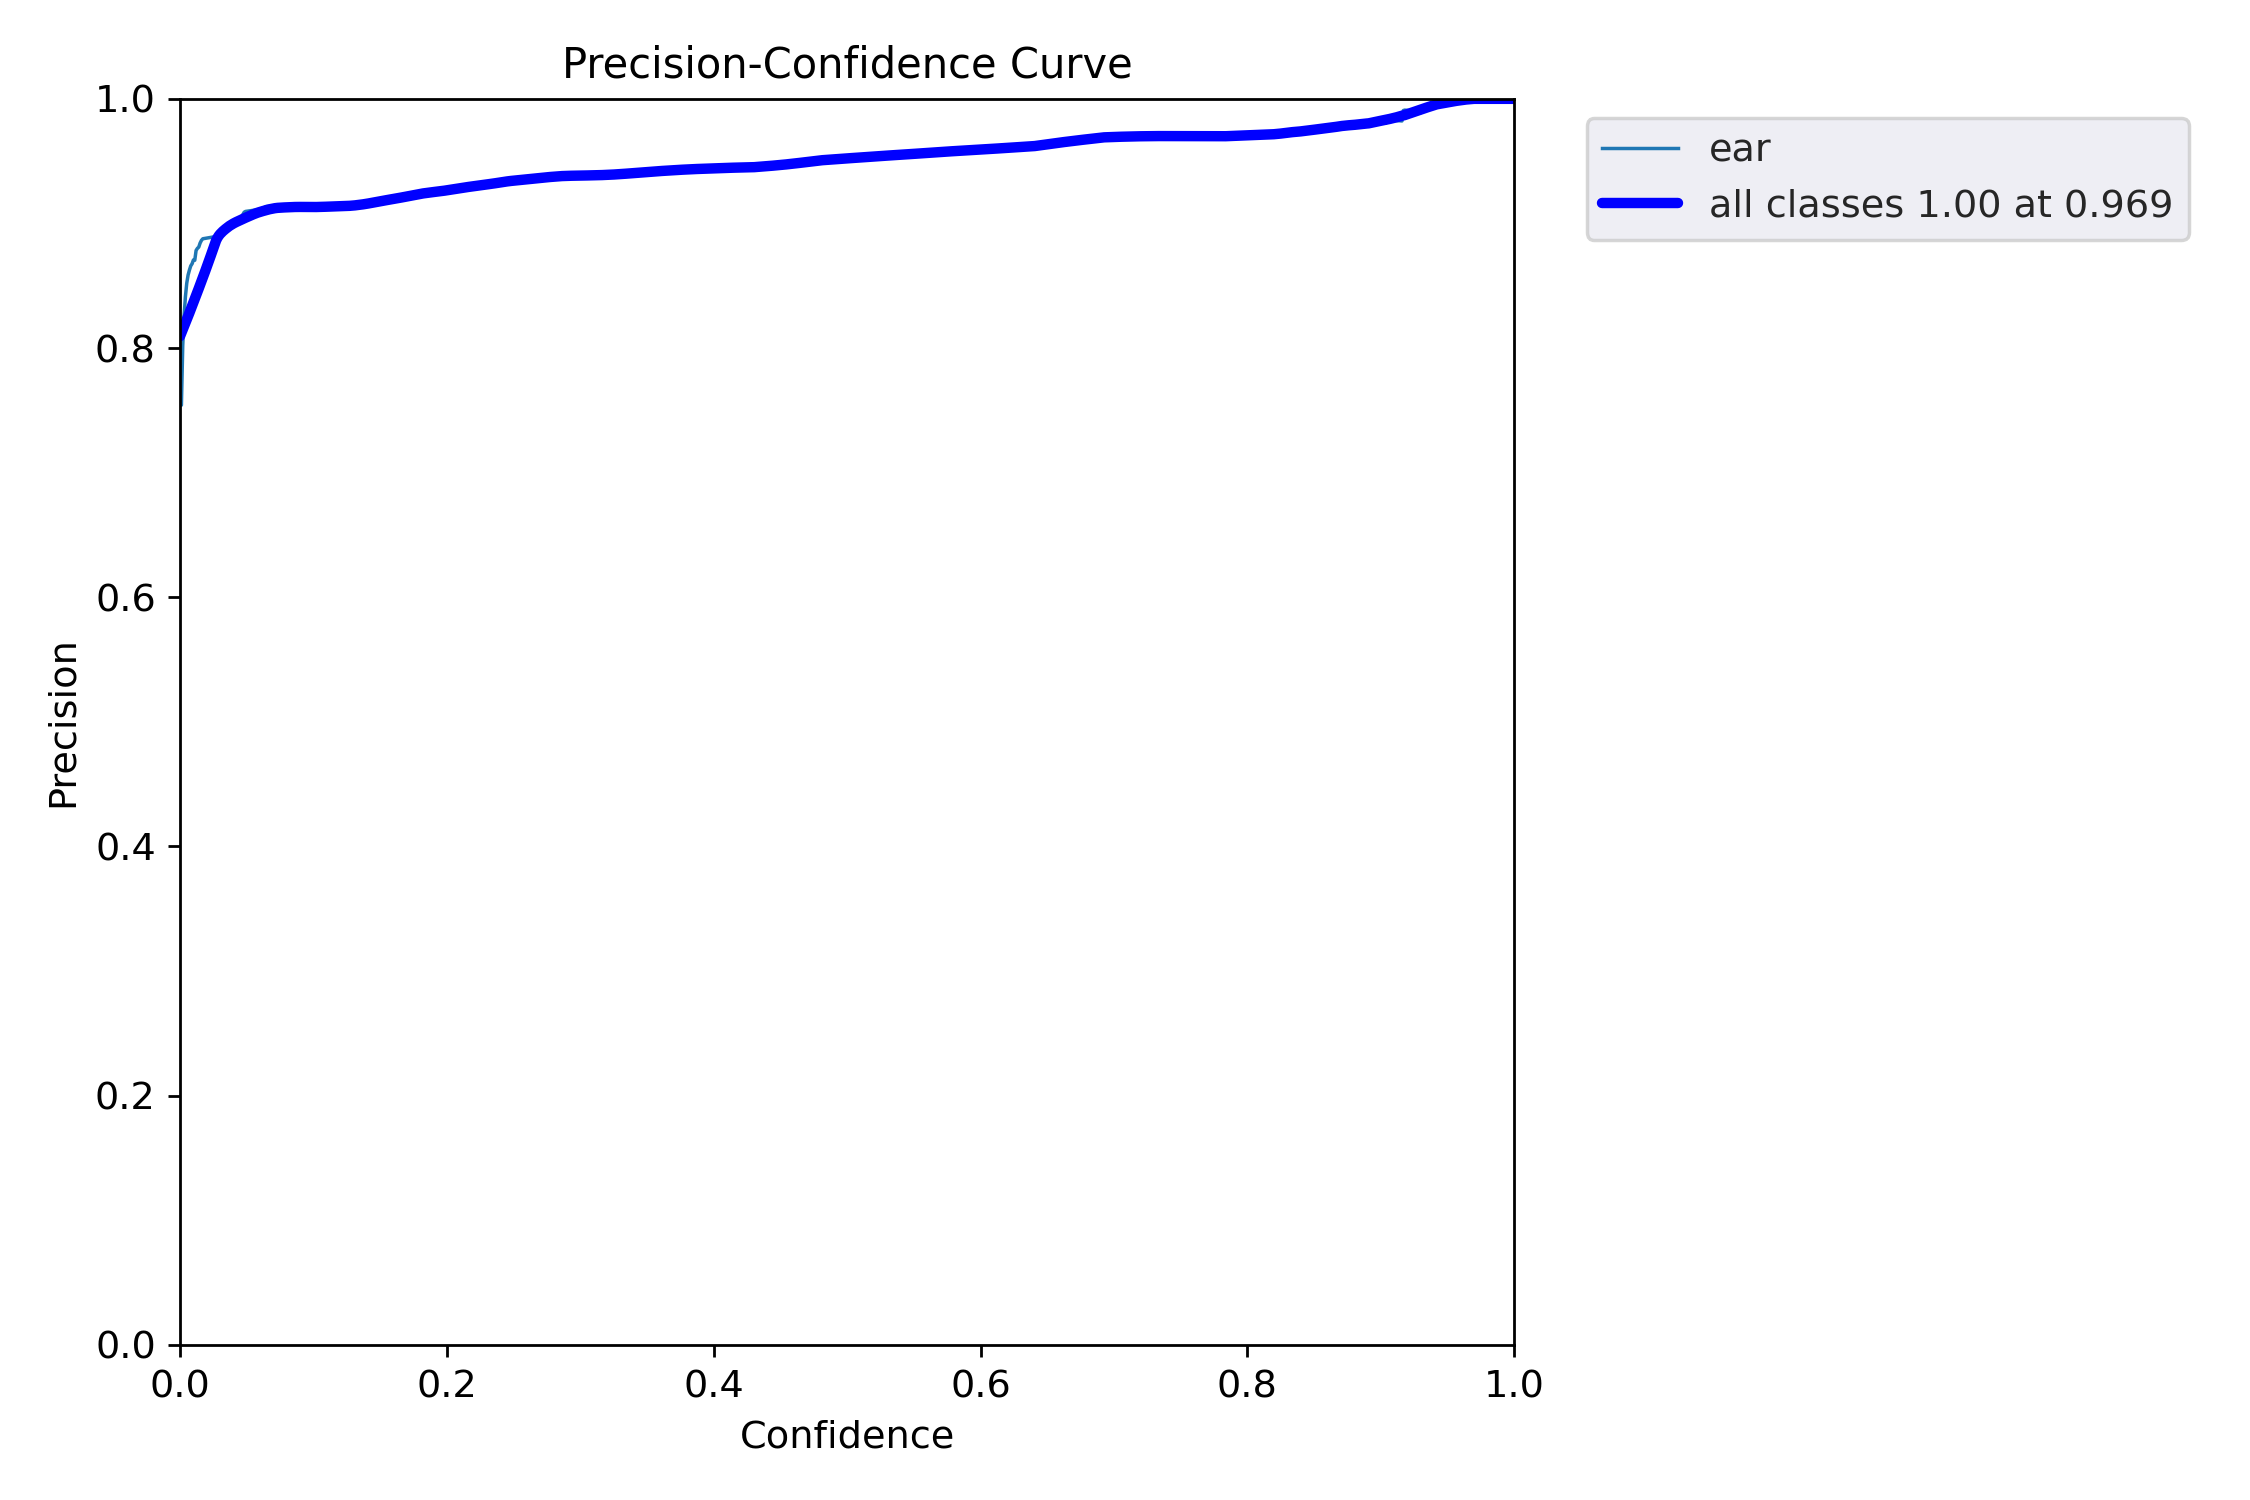 Precision-Confidence Curve
1.0
0.8
0.6
0.4
0.2
0.0
Precision
0.0 0.2 0.4 0.6 0.8 1.0
Confidence
ear
all classes 1.00 at 0.969